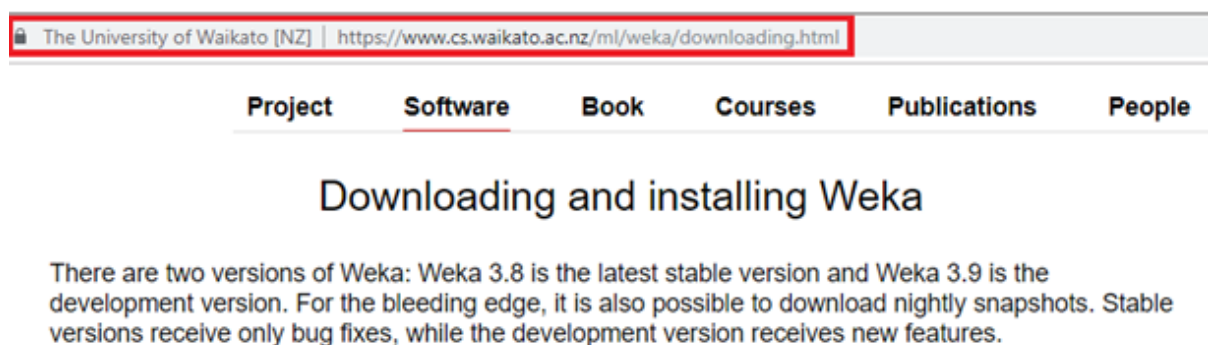 The University of Waikato [NZ] | https://www.cs.waikato.ac.nz/ml/weka/downloading.html
Project Software Book Courses Publications People
Downloading and installing Weka
There are two versions of Weka: Weka 3.8 is the latest stable version and Weka 3.9 is the
development version. For the bleeding edge, it is also possible to download nightly snapshots. Stable
versions receive only bug fixes, while the development version receives new features.